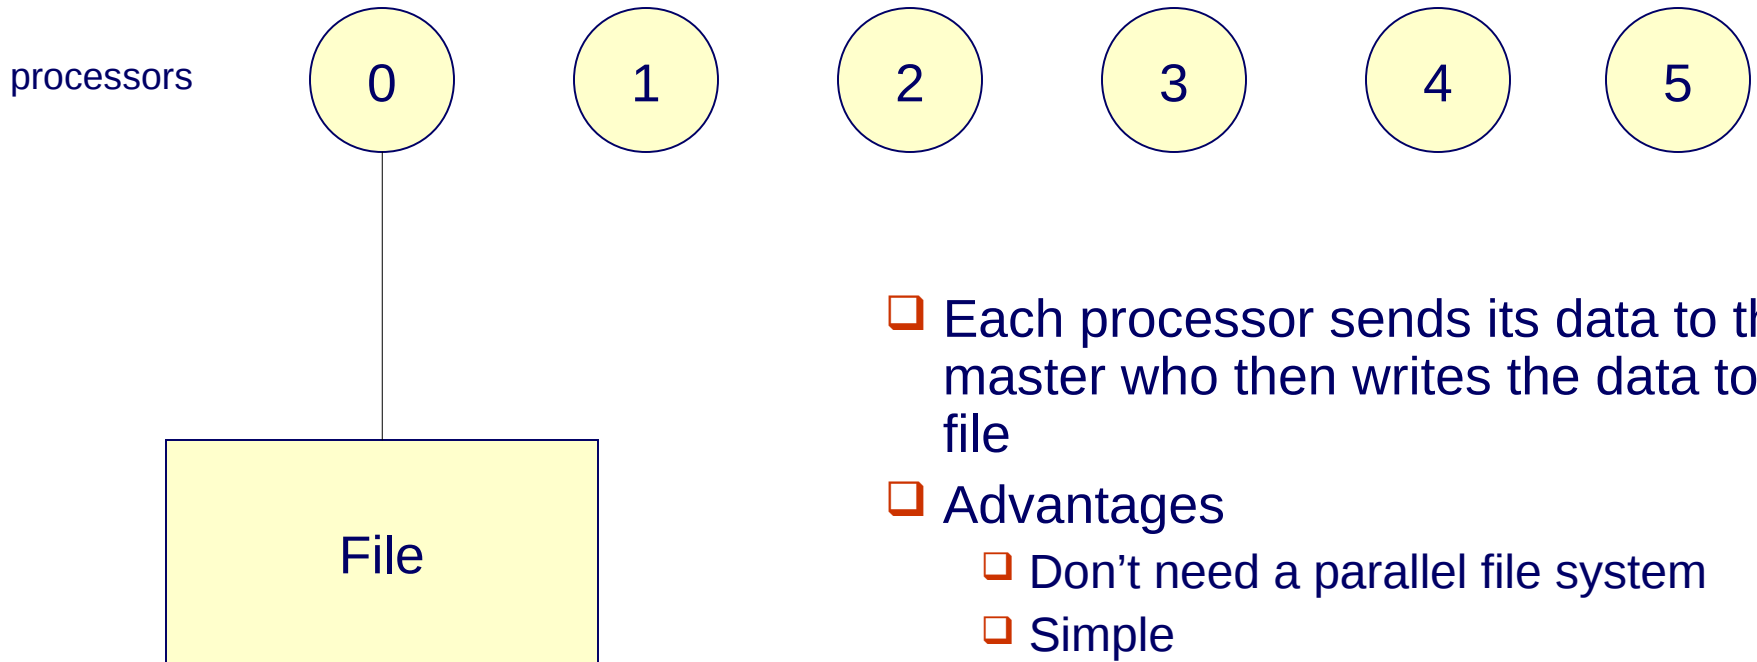 processors 0 1 2 3 4 5
Each processor sends its data to
master who then writes the data to
file
Advantages
File
Don’t need a parallel file system
Simple